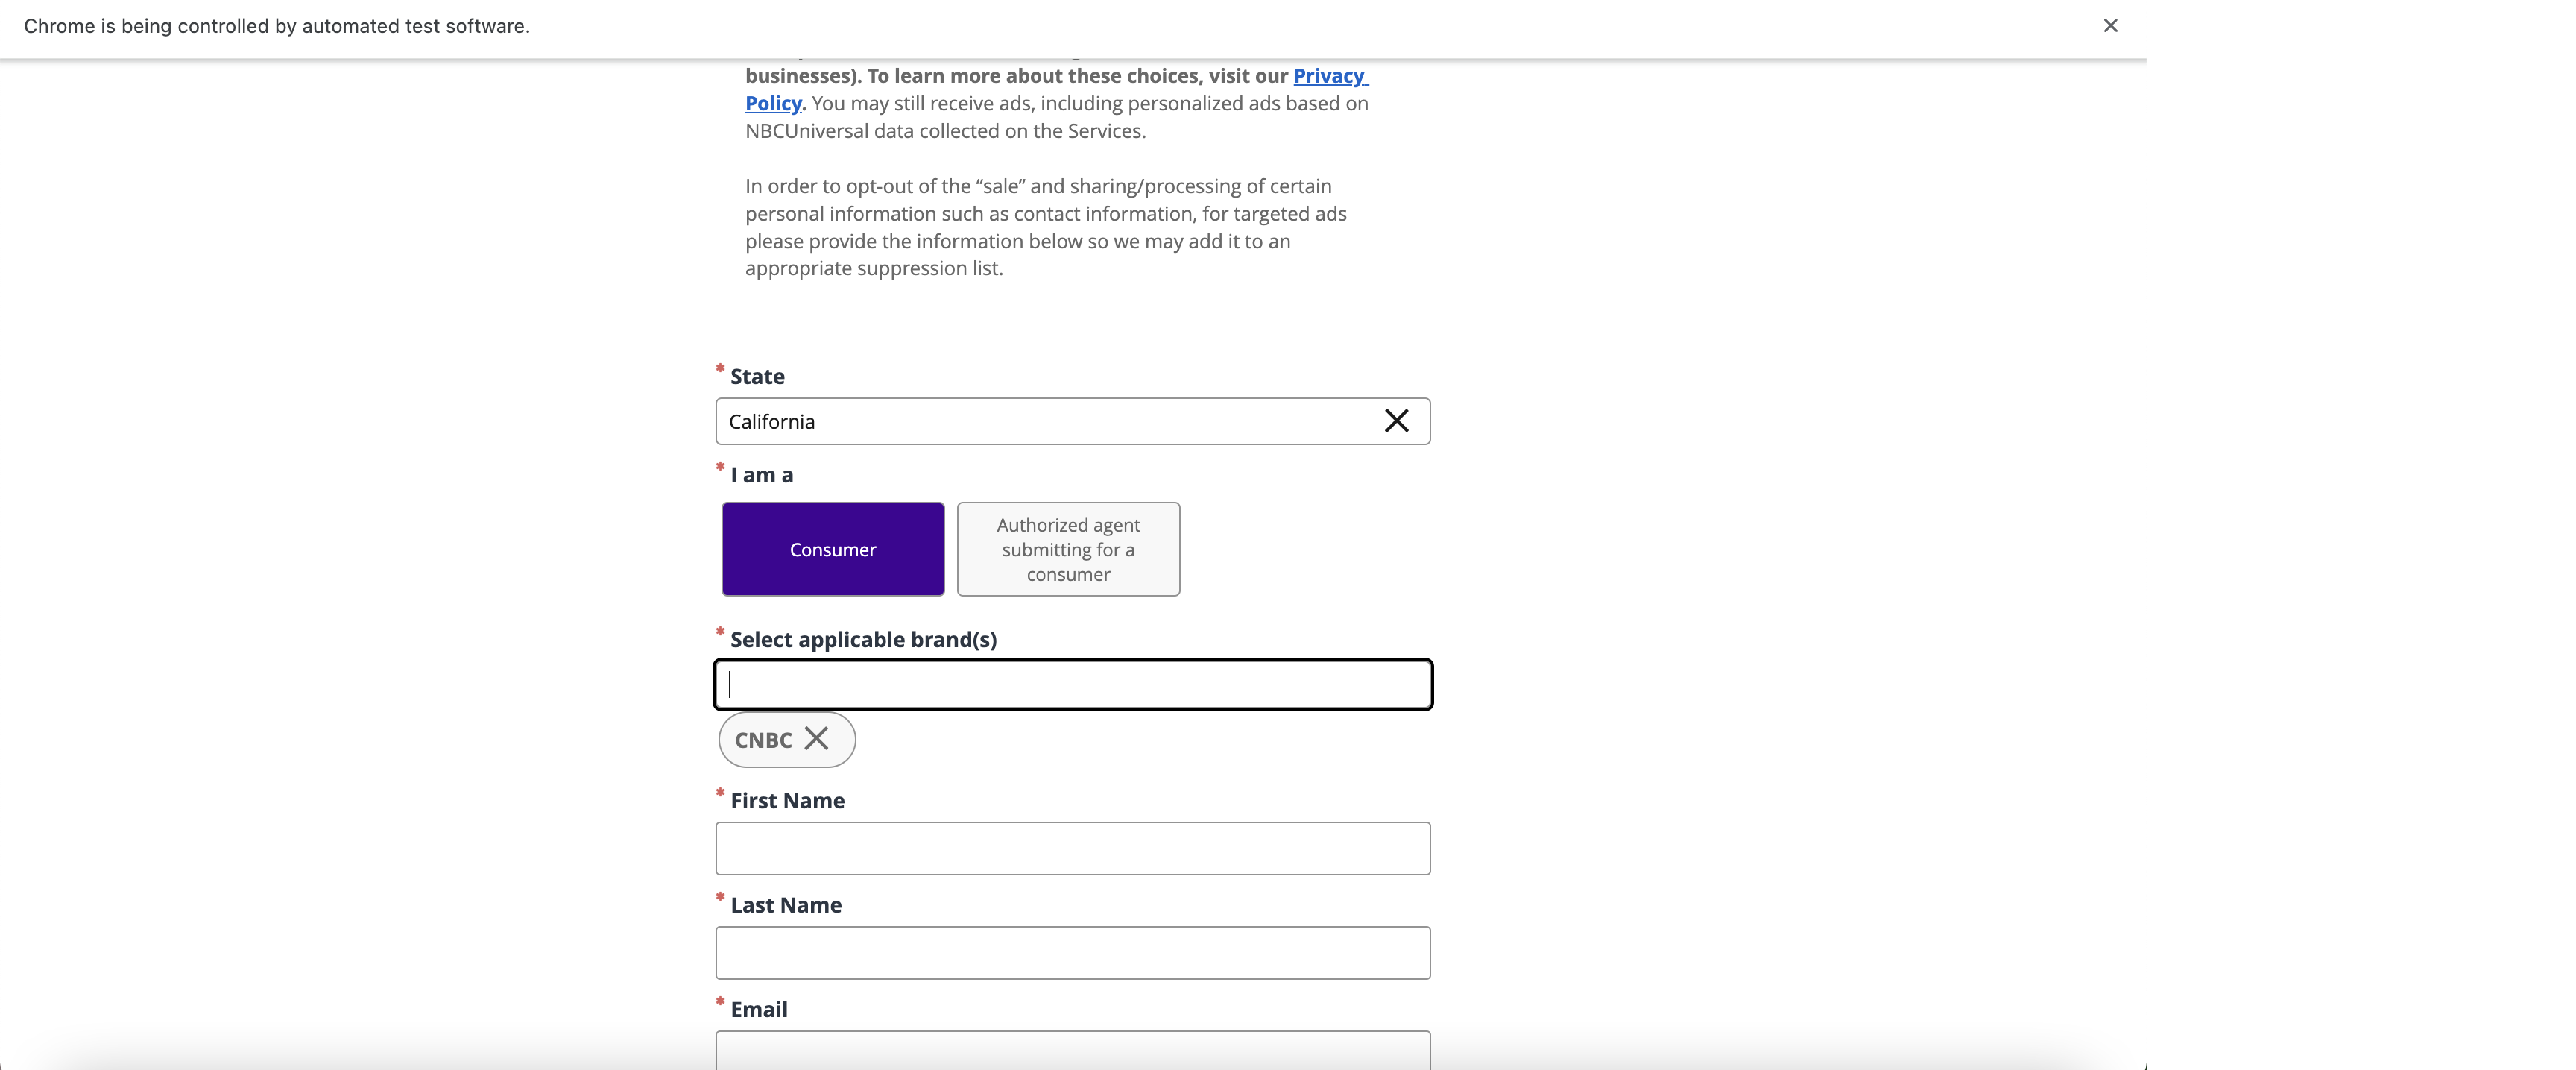 Chrome is being controlled by automated test software.
businesses). To learn more about these choices, visit our Privacy
Policy. You may still receive ads, including personalized ads based on
NBCUniversal data collected on the Services.
In order to opt-out of the “sale” and sharing/processing of certain
personal information such as contact information, for targeted ads
please provide the information below so we may add it to an
appropriate suppression list.
* State
California
* I am a
Consumer
Authorized agent
submitting for a
consumer
* Select applicable brand(s)
CNBC
* First Name
* Last Name
* Email